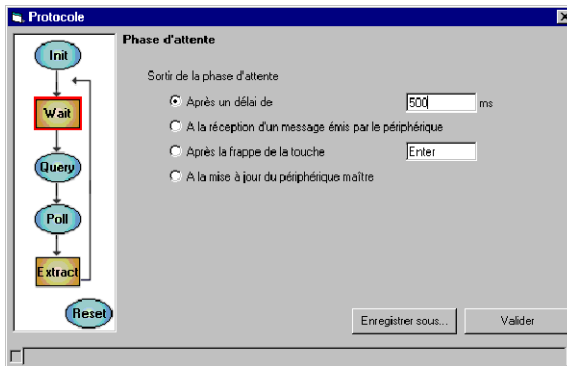 Protocole
Init
Wait
Query
Poll
Extract
Reset
Phase d'attente
Sortir de la phase d'attente
Après un délai de 500 ms
A la réception d'un message émis par le périphérique
Après la frappe de la touche Enter
A la mise à jour du périphérique maître
Enregistrer sous... Valider